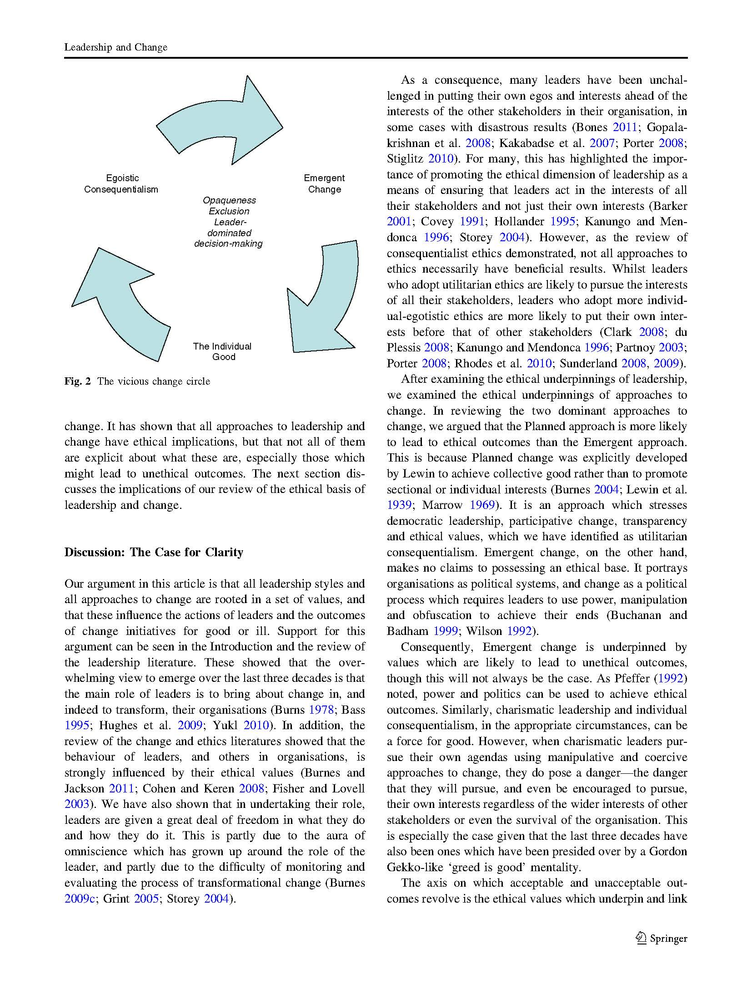 Leadership and Change
Egoistic
Consequentialism
Emergent
Change
Opaqueness
Exclusion
Leader-
dominated
decision-making
The Individual
Good
Fig. 2 The vicious change circle
change. It has shown that all approaches to leadership and
change have ethical implications, but that not all of them
are explicit about what these are, especially those which
might lead to unethical outcomes. The next section dis-
cusses the implications of our review of the ethical basis of
leadership and change.
Discussion: The Case for Clarity
Our argument in this article is that all leadership styles and
all approaches to change are rooted in a set of values, and
that these influence the actions of leaders and the outcomes
of change initiatives for good or ill. Support for this
argument can be seen in the Introduction and the review of
the leadership literature. These showed that the over-
whelming view to emerge over the last three decades is that
the main role of leaders is to bring about change in, and
indeed to transform, their organisations (Burns 1978; Bass
1995; Hughes et al. 2009; Yukl 2010). In addition, the
review of the change and ethics literatures showed that the
behaviour of leaders, and others in organisations, is
strongly influenced by their ethical values (Burnes and
Jackson 2011; Cohen and Keren 2008; Fisher and Lovell
2003). We have also shown that in undertaking their role,
leaders are given a great deal of freedom in what they do
and how they do it. This is partly due to the aura of
omniscience which has grown up around the role of the
leader, and partly due to the difficulty of monitoring and
evaluating the process of transformational change (Burnes
2009c; Grint 2005; Storey 2004).
As a consequence, many leaders have been unchal-
lenged in putting their own egos and interests ahead of the
interests of the other stakeholders in their organisation, in
some cases with disastrous results (Bones 2011; Gopala-
krishnan et al. 2008; Kakabadse et al. 2007; Porter 2008;
Stiglitz 2010). For many, this has highlighted the impor-
tance of promoting the ethical dimension of leadership as a
means of ensuring that leaders act in the interests of all
their stakeholders and not just their own interests (Barker
2001; Covey 1991; Hollander 1995; Kanungo and Men-
donca 1996; Storey 2004). However, as the review of
consequentialist ethics demonstrated, not all approaches to
ethics necessarily have beneficial results. Whilst leaders
who adopt utilitarian ethics are likely to pursue the interests
of all their stakeholders, leaders who adopt more individ-
ual-egotistic ethics are more likely to put their own inter-
ests before that of other stakeholders (Clark 2008; du
Plessis 2008; Kanungo and Mendonca 1996; Partnoy 2003;
Porter 2008; Rhodes et al. 2010; Sunderland 2008, 2009).
After examining the ethical underpinnings of leadership,
we examined the ethical underpinnings of approaches to
change. In reviewing the two dominant approaches to
change, we argued that the Planned approach is more likely
to lead to ethical outcomes than the Emergent approach.
This is because Planned change was explicitly developed
by Lewin to achieve collective good rather than to promote
sectional or individual interests (Burnes 2004; Lewin et al.
1939; Marrow 1969). It is an approach which stresses
democratic leadership, participative change, transparency
and ethical values, which we have identified as utilitarian
consequentialism. Emergent change, on the other hand,
makes no claims to possessing an ethical base. It portrays
organisations as political systems, and change as a political
process which requires leaders to use power, manipulation
and obfuscation to achieve their ends (Buchanan and
Badham 1999; Wilson 1992).
Consequently, Emergent change is underpinned by
values which are likely to lead to unethical outcomes,
though this will not always be the case. As Pfeffer (1992)
noted, power and politics can be used to achieve ethical
outcomes. Similarly, charismatic leadership and individual
consequentialism, in the appropriate circumstances, can be
a force for good. However, when charismatic leaders pur-
sue their own agendas using manipulative and coercive
approaches to change, they do pose a danger—the danger
that they will pursue, and even be encouraged to pursue,
their own interests regardless of the wider interests of other
stakeholders or even the survival of the organisation. This
is especially the case given that the last three decades have
also been ones which have been presided over by a Gordon
Gekko-like ‘greed is good’ mentality.
The axis on which acceptable and unacceptable out-
comes revolve is the ethical values which underpin and link
Springer